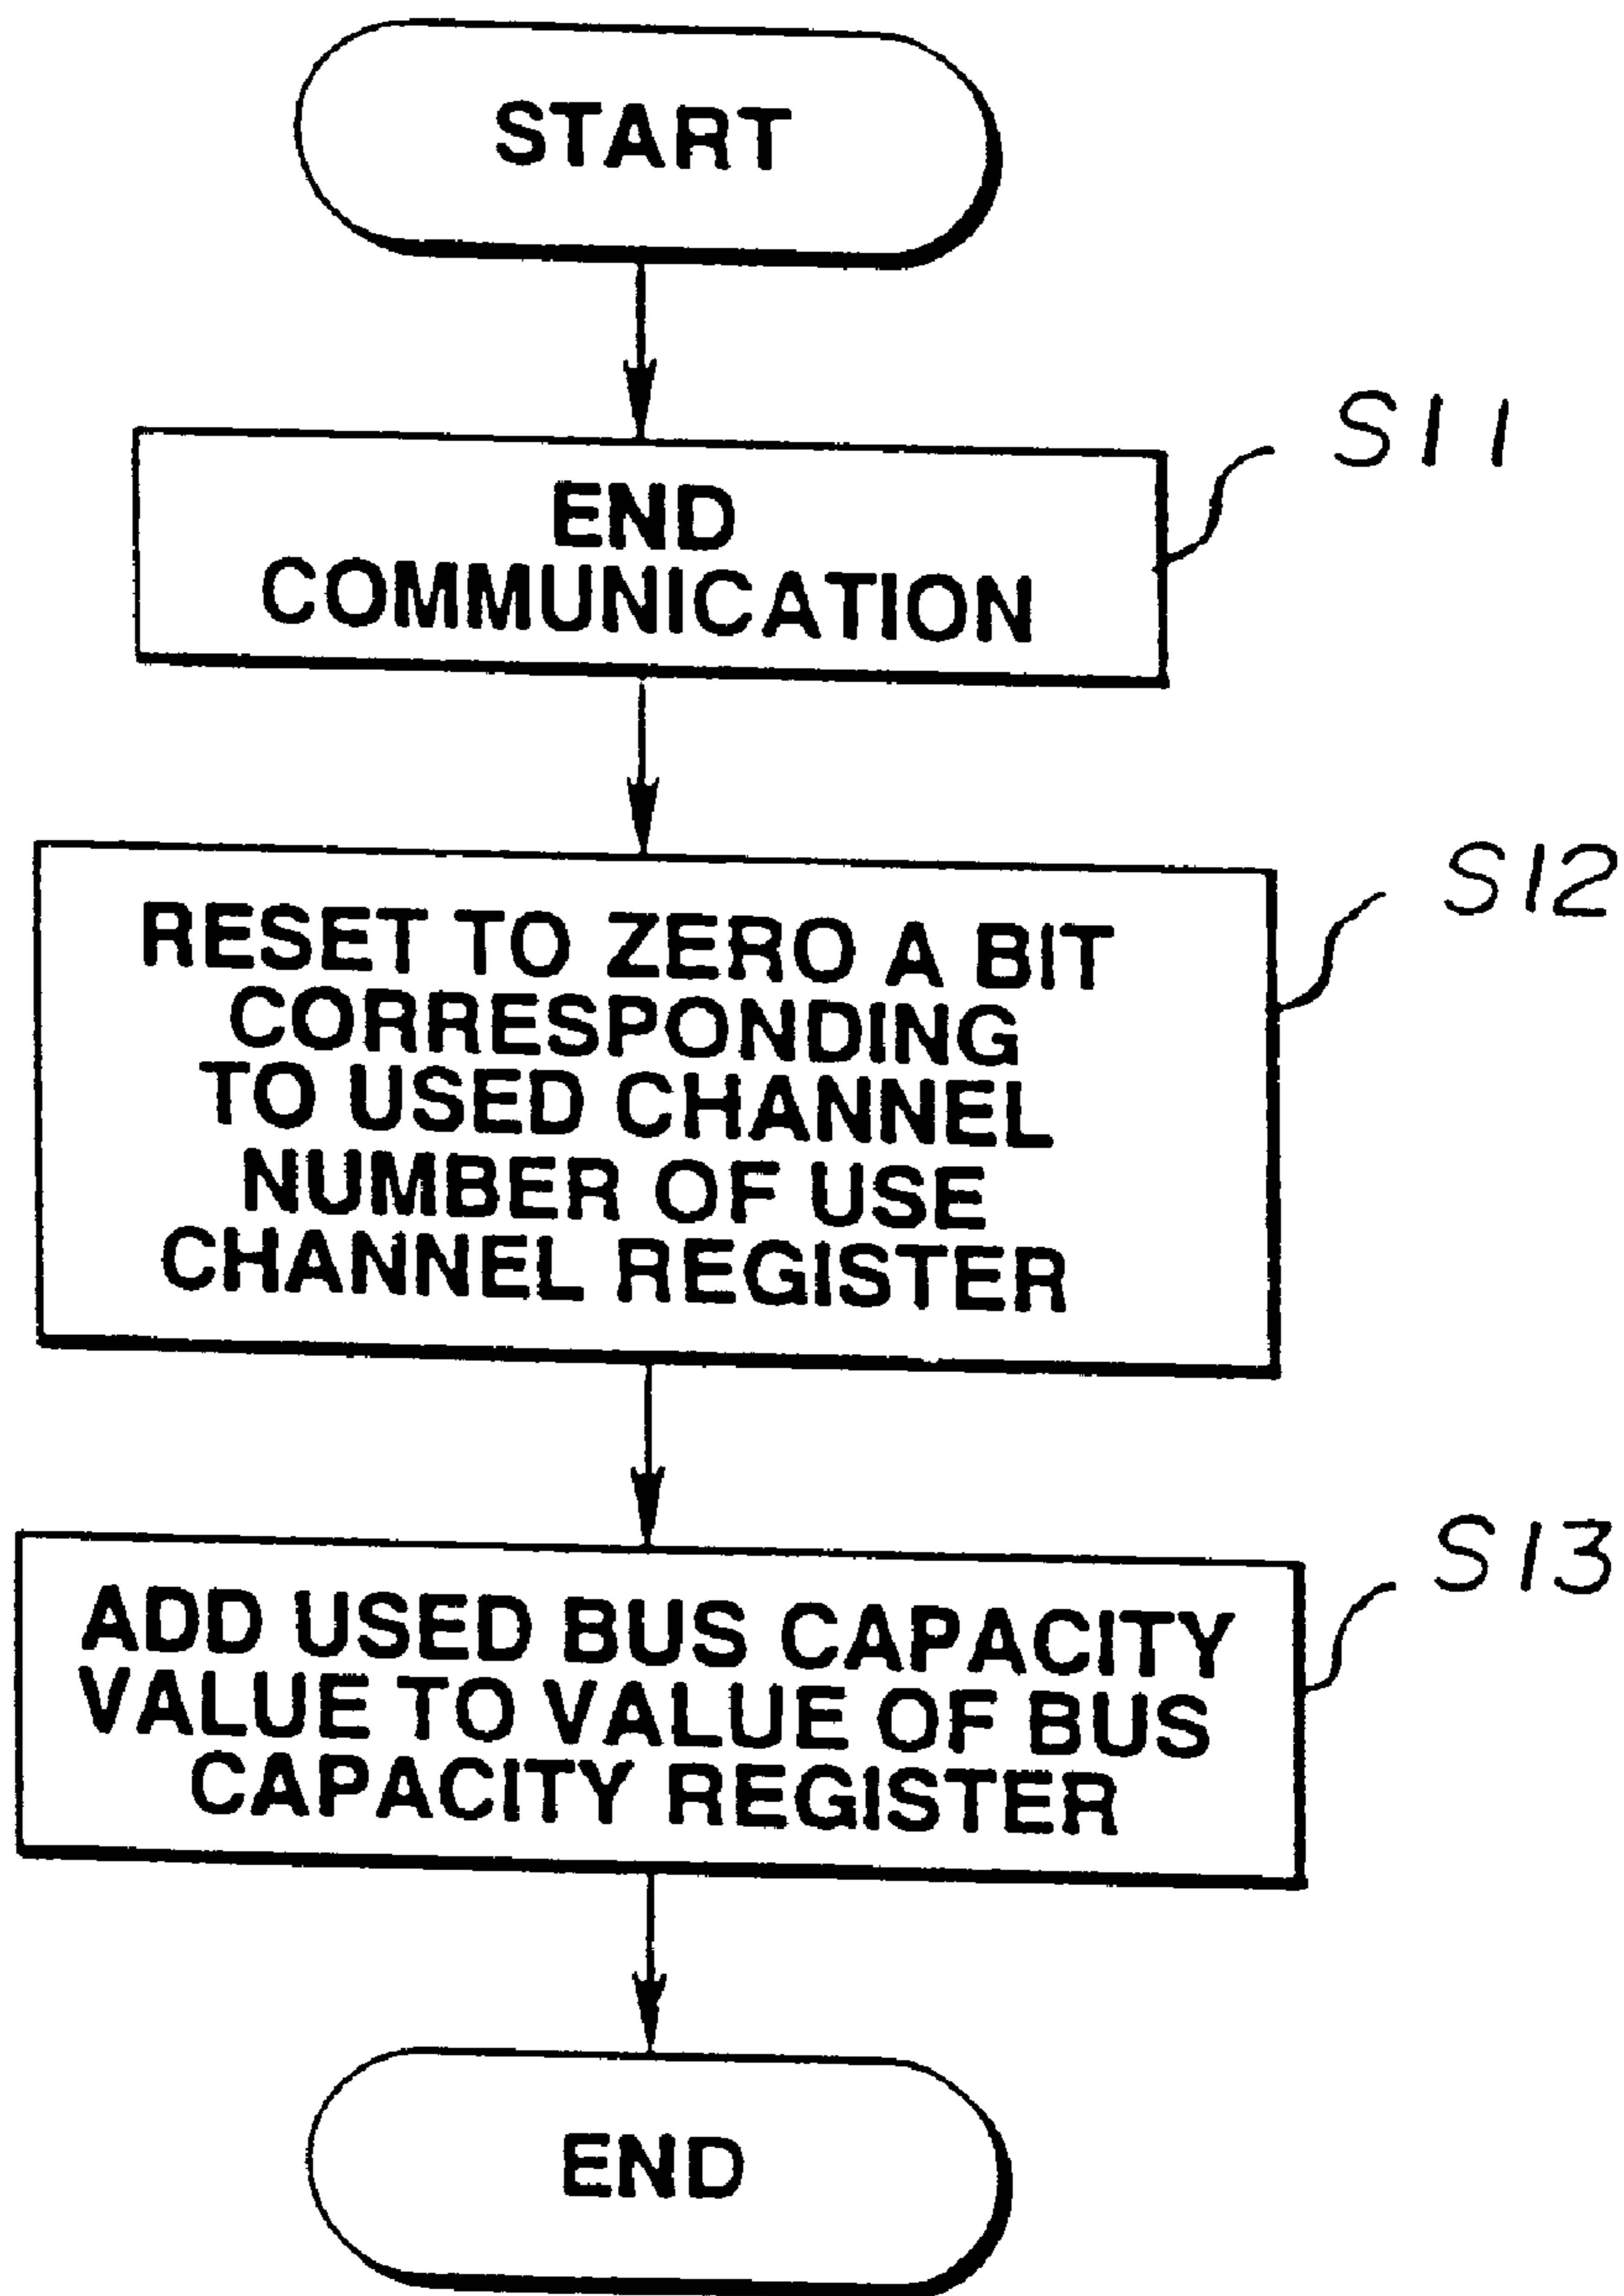 START
S11
END
COMMUNICATION
S12
RESET TO ZERO A BIT
CORRESPONDING
TO USED CHANNEL
NUMBER OF USE
CHANNEL REGISTER
S13
ADD USED BUS CAPACITY
VALUE TO VALUE OF BUS
CAPACITY REGISTER
END